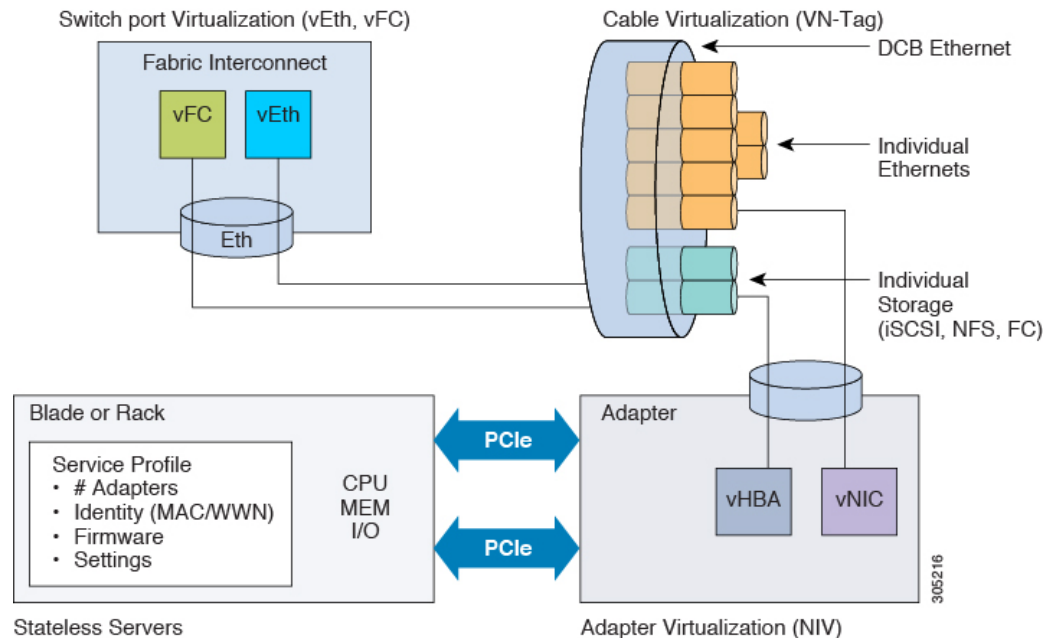 Switch port Virtualization (vEth, vFC)
Cable Virtualization (VN-Tag)
DCB Ethernet
Fabric Interconnect
vFC
vEth
Individual
Ethernets
Eth
Individual
Storage
(iSCSI, NFS, FC)
Blade or Rack
Service Profile
• # Adapters
• Identity (MAC/WWN)
• Firmware
• Settings
CPU
MEM
I/O
PCIe
PCIe
Adapter
vHBA
vNIC
305216
Stateless Servers
Adapter Virtualization (NIV)